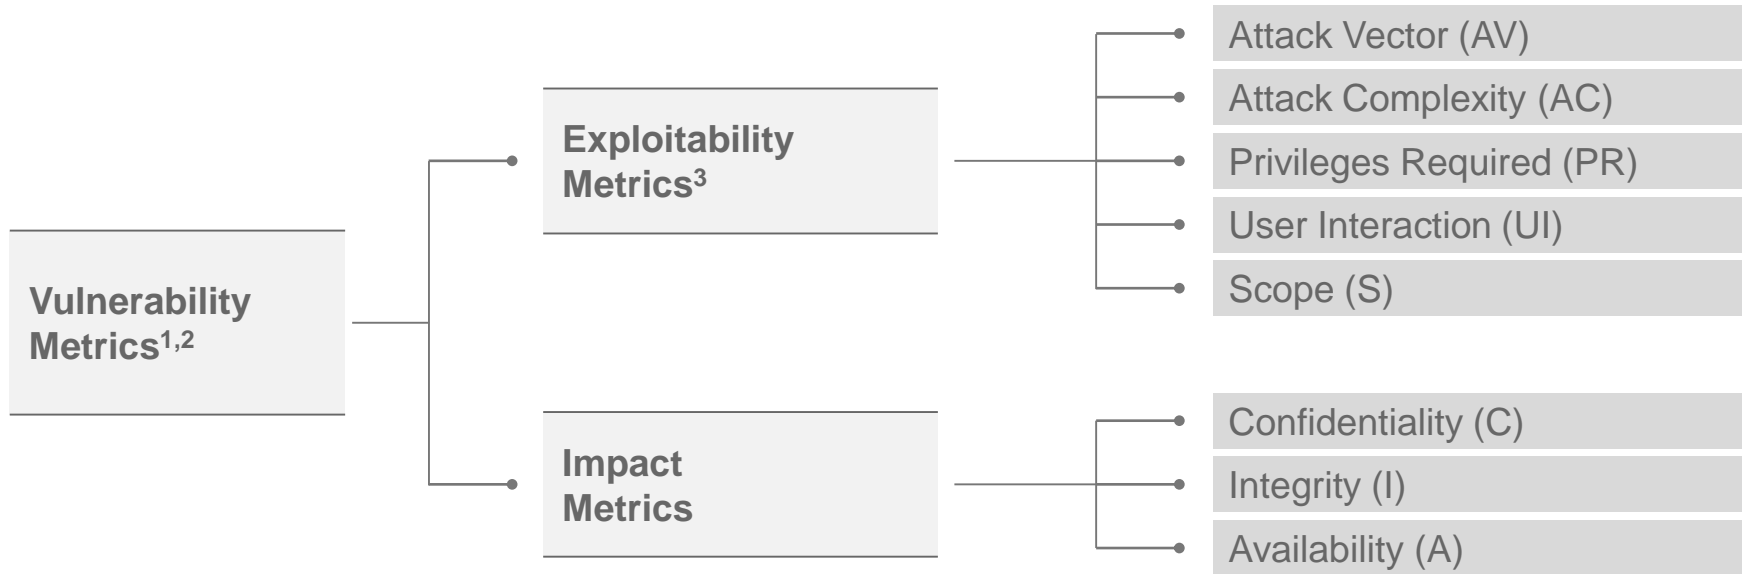 Vulnerability
Metrics1,2
Exploitability
Metrics3
Attack Vector (AV)
Attack Complexity (AC)
Privileges Required (PR)
User Interaction (UI)
Scope (S)
Impact
Metrics
Confidentiality (C)
Integrity (I)
Availability (A)